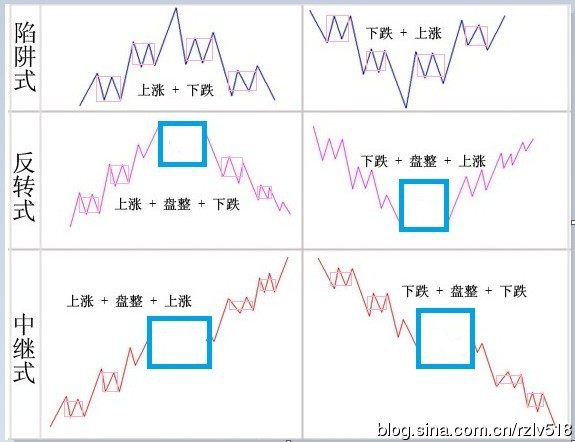 陷阱式
上涨 + 下跌
下跌 + 上涨
反转式
上涨 + 盘整 + 下跌
下跌 + 盘整 + 上涨
中继式
上涨 + 盘整 + 上涨
下跌 + 盘整 + 下跌
blog.sina.com.cn/rzlv518